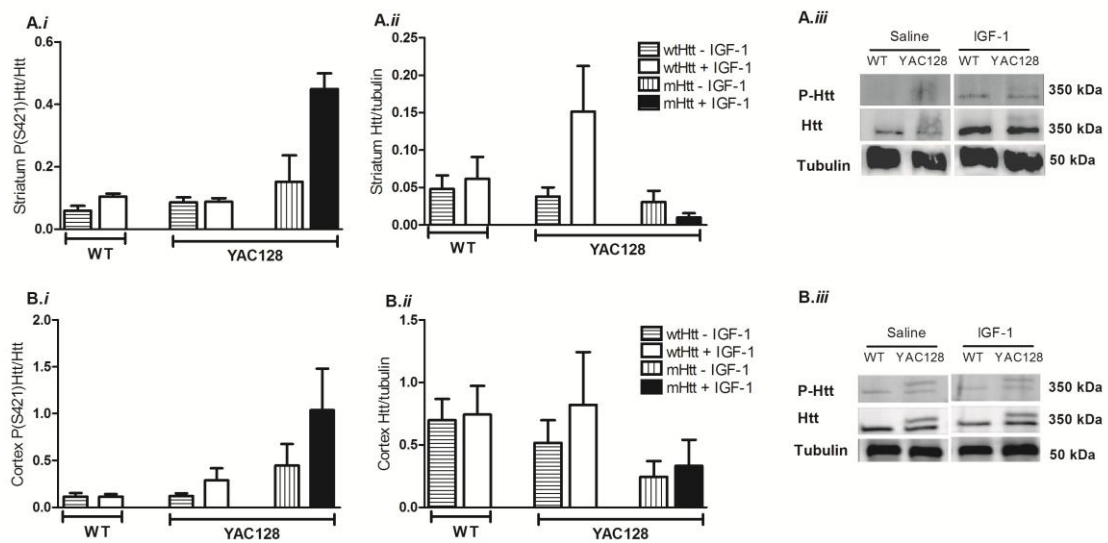 A.i
Striatum P(S421)Htt/Htt
0.6
0.4
0.2
0.0
WT
YAC128
A.ii
Striatum Htt/tubulin
0.25
0.20
0.15
0.10
0.05
0.00
wtHtt - IGF-1
wtHtt + IGF-1
mHtt - IGF-1
mHtt + IGF-1
WT
YAC128
A.iii
Saline
IGF-1
WT YAC128 WT YAC128
P-Htt 350 kDa
Htt 350 kDa
Tubulin 50 kDa
B.i
Cortex P(S421)Htt/Htt
2.0
1.5
1.0
0.5
0.0
WT
YAC128
B.ii
Cortex Htt/tubulin
1.5
1.0
0.5
0.0
wtHtt - IGF-1
wtHtt + IGF-1
mHtt - IGF-1
mHtt + IGF-1
WT
YAC128
B.iii
Saline
IGF-1
WT YAC128 WT YAC128
P-Htt 350 kDa
Htt 350 kDa
Tubulin 50 kDa